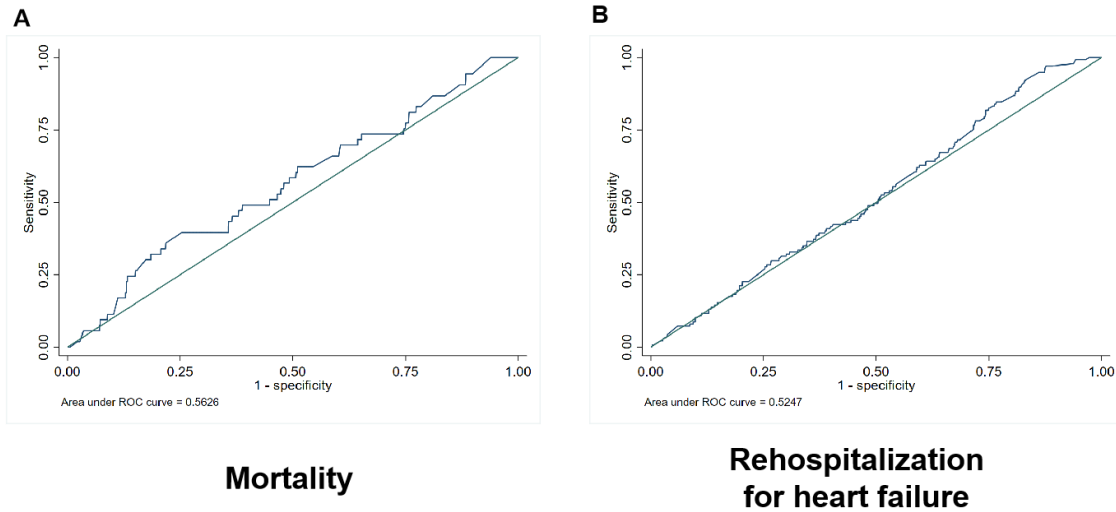 A
1.00
0.75
0.50
0.25
0.00
Sensitivity
0.00 0.25 0.50 0.75 1.00
1 - specificity
Area under ROC curve = 0.5626
Mortality
B
1.00
0.75
0.50
0.25
0.00
Sensitivity
0.00 0.25 0.50 0.75 1.00
1 - specificity
Area under ROC curve = 0.5247
Rehospitalization
for heart failure